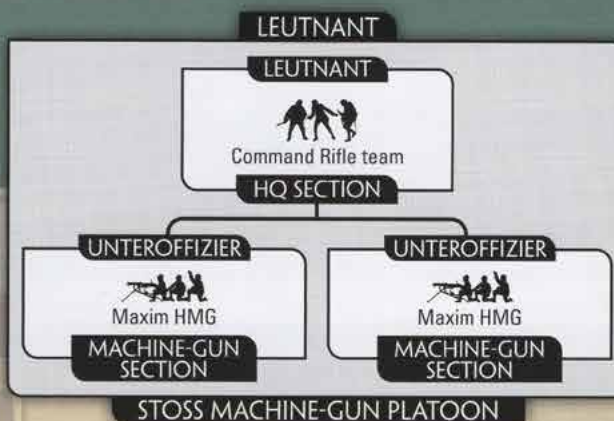 LEUTNANT
LEUTNANT
Command Rifle team
HQ SECTION
UNTEROFFIZIER
Maxim HMG
MACHINE-GUN
SECTION
UNTEROFFIZIER
Maxim HMG
MACHINE-GUN
SECTION
STOSS MACHINE-GUN PLATOON